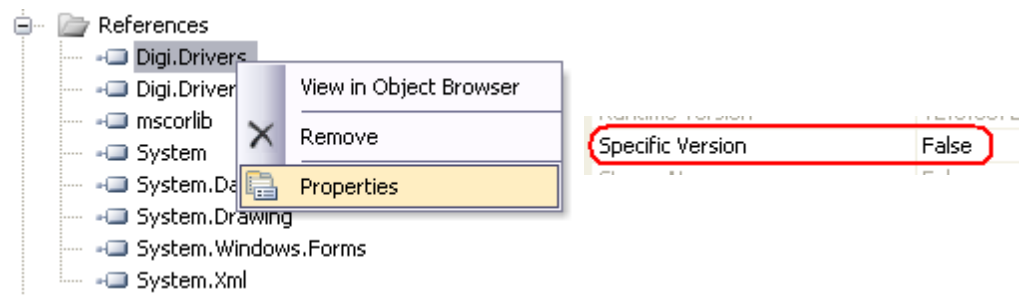 References
Digi.Drivers
Digi.Driver
mscorlib
System
System.Da
System.Drawing
System.Windows.Forms
System.Xml
View in Object Browser
Remove
Properties
Specific Version False